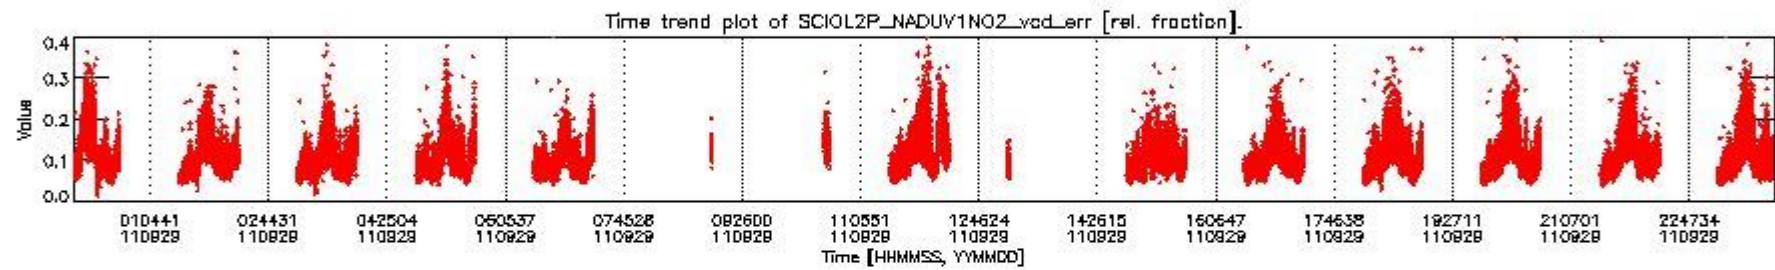 Time trend plot of SCIOL2P_NADUV1NO2_vcd_err [rel. fraction].
0.4
0.3
0.2
0.1
0.0
Value
010441 024431 042504 060537 074528 092600 110551 124624 142615 160647 174638 192711 210701 224734
110929 110929 110929 110929 110929 110929 110929 110929 110929 110929 110929 110929 110929 110929
Time [HHMMSS, YYMMDD]